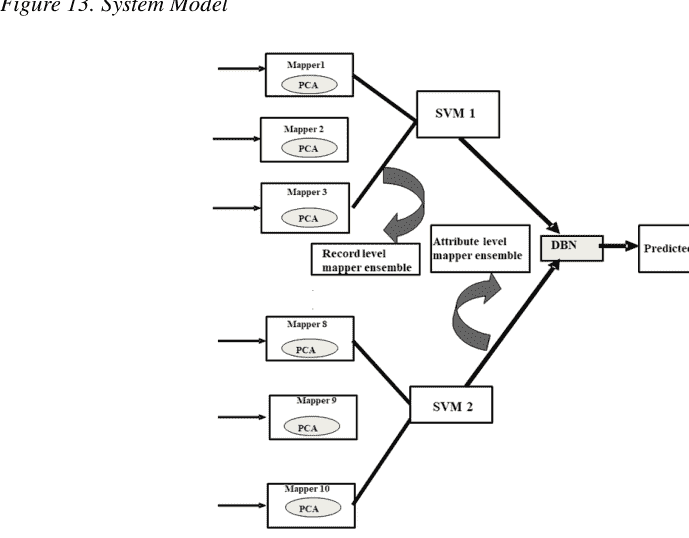 Figure 13. System Model
Mapper1
PCA
SVM 1
Mapper 2
PCA
Mapper 3
PCA
Record level
mapper ensemble
Attribute level
mapper ensemble
DBN
Predicted
Mapper 8
PCA
Mapper 9
PCA
SVM 2
Mapper 10
PCA